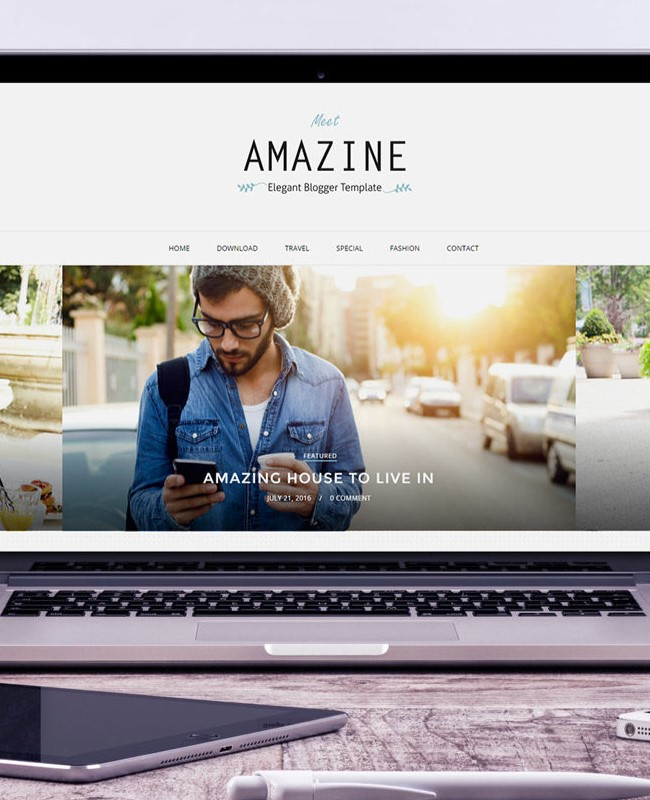 Meet
AMAZINE
Elegant Blogger Template
HOME DOWNLOAD TRAVEL SPECIAL FASHION CONTACT
FEATURED
AMAZING HOUSE TO LIVE IN
JULY 21, 2016 / 0 COMMENT